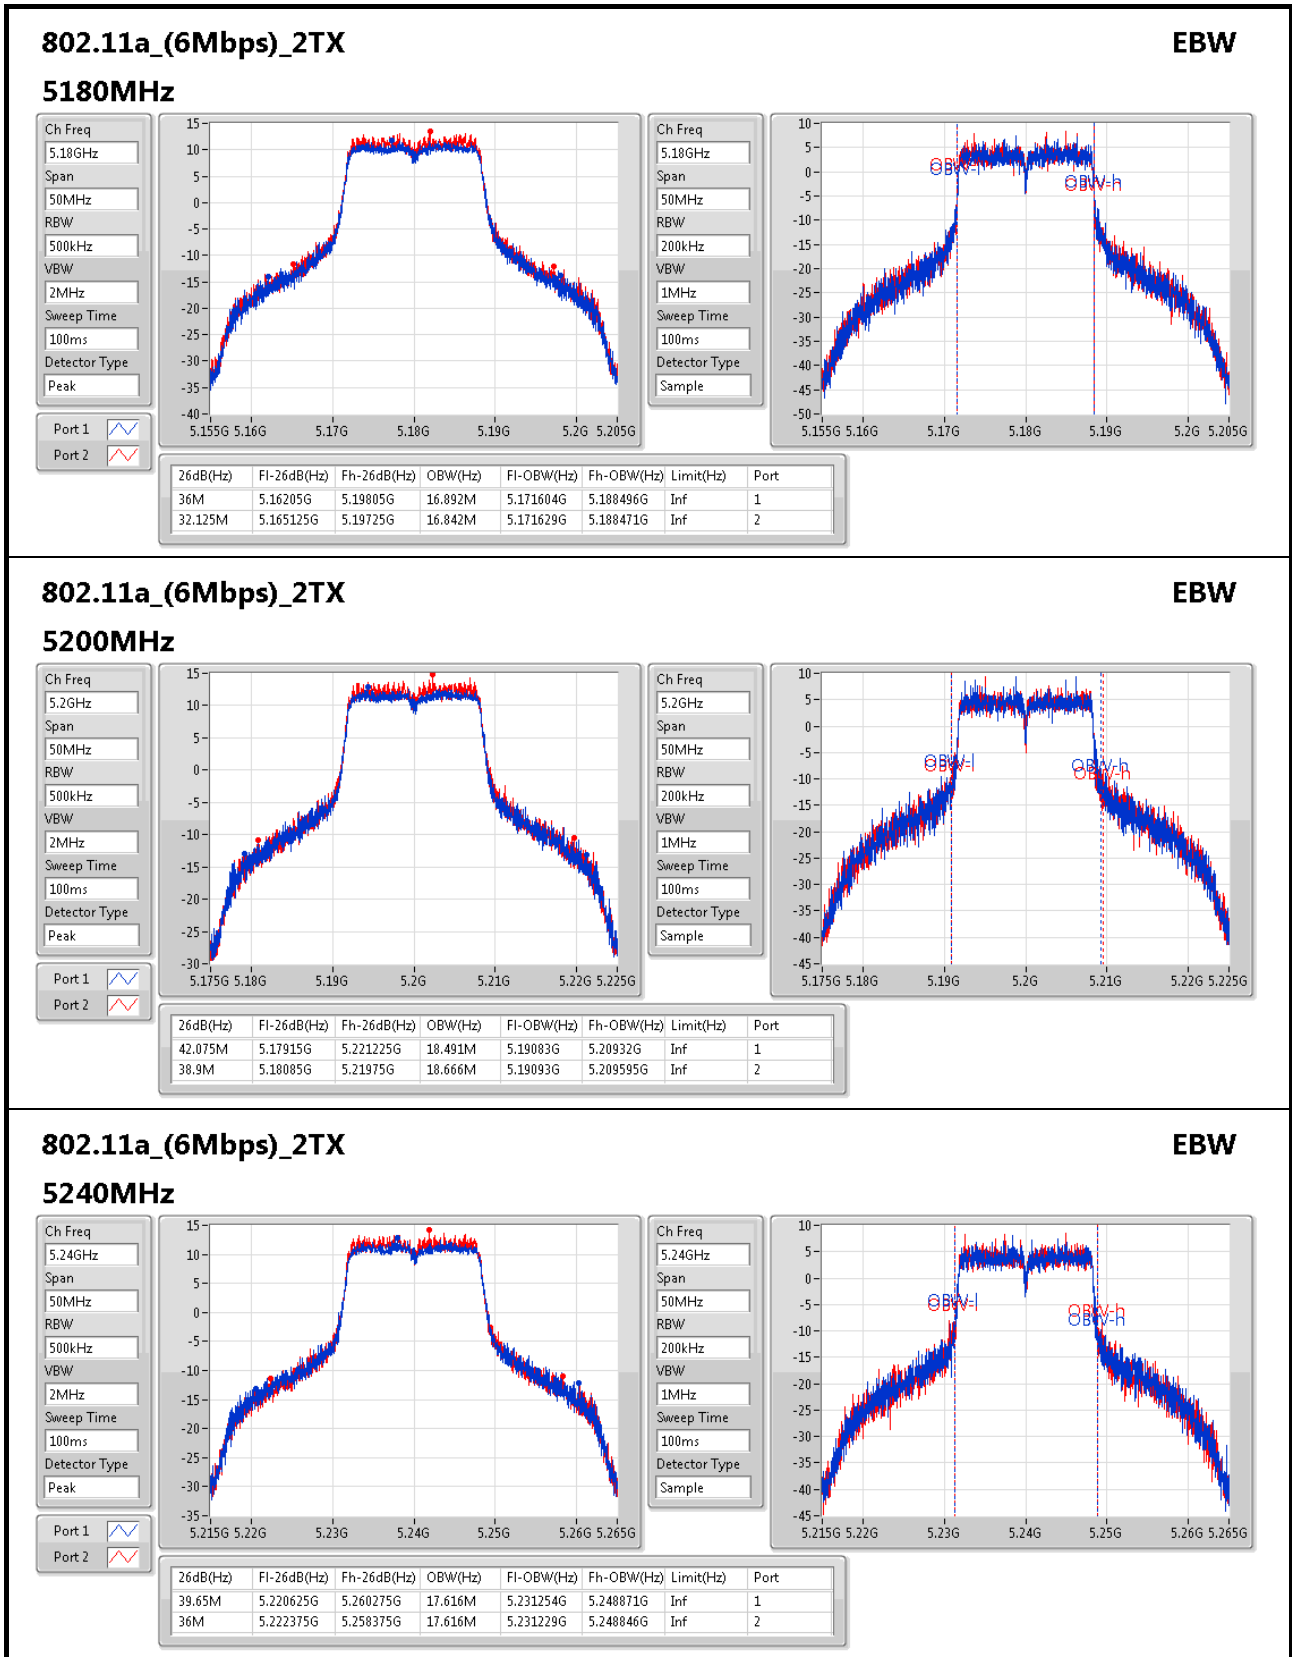 802.11a_(6Mbps)_2TX EBW
5180MHz
Ch Freq
5.18GHz
Span
50MHz
RBW
500kHz
VBW
2MHz
Sweep Time
100ms
Detector Type
Peak
Port 1
Port 2
15
10
5
0
-5
-10
-15
-20
-25
-30
-35
-40
5.155G 5.16G 5.17G 5.18G 5.19G 5.2G 5.205G
Ch Freq
5.18GHz
Span
50MHz
RBW
200kHz
VBW
1MHz
Sweep Time
100ms
Detector Type
Sample
10
5
0
-5
-10
-15
-20
-25
-30
-35
-40
-45
-50
OBW-l
OBW-h
5.155G 5.16G 5.17G 5.18G 5.19G 5.2G 5.205G
26dB(Hz) Fl-26dB(Hz) Fh-26dB(Hz) OBW(Hz) Fl-OBW(Hz) Fh-OBW(Hz) Limit(Hz) Port
36M 5.16205G 5.19805G 16.892M 5.171604G 5.188496G Inf 1
32.125M 5.165125G 5.19725G 16.842M 5.171629G 5.188471G Inf 2
802.11a_(6Mbps)_2TX EBW
5200MHz
Ch Freq
5.2GHz
Span
50MHz
RBW
500kHz
VBW
2MHz
Sweep Time
100ms
Detector Type
Peak
Port 1
Port 2
15
10
5
0
-5
-10
-15
-20
-25
-30
5.175G 5.18G 5.19G 5.2G 5.21G 5.22G 5.225G
Ch Freq
5.2GHz
Span
50MHz
RBW
200kHz
VBW
1MHz
Sweep Time
100ms
Detector Type
Sample
10
5
0
-5
-10
-15
-20
-25
-30
-35
-40
-45
OBW-l
OBW-h
OBW-h
5.175G 5.18G 5.19G 5.2G 5.21G 5.22G 5.225G
26dB(Hz) Fl-26dB(Hz) Fh-26dB(Hz) OBW(Hz) Fl-OBW(Hz) Fh-OBW(Hz) Limit(Hz) Port
42.075M 5.17915G 5.221225G 18.491M 5.19083G 5.20932G Inf 1
38.9M 5.18085G 5.21975G 18.666M 5.19093G 5.209595G Inf 2
802.11a_(6Mbps)_2TX EBW
5240MHz
Ch Freq
5.24GHz
Span
50MHz
RBW
500kHz
VBW
2MHz
Sweep Time
100ms
Detector Type
Peak
Port 1
Port 2
15
10
5
0
-5
-10
-15
-20
-25
-30
-35
5.215G 5.22G 5.23G 5.24G 5.25G 5.26G 5.265G
Ch Freq
5.24GHz
Span
50MHz
RBW
200kHz
VBW
1MHz
Sweep Time
100ms
Detector Type
Sample
10
5
0
-5
-10
-15
-20
-25
-30
-35
-40
-45
OBW-l
OBW-h
OBW-h
5.215G 5.22G 5.23G 5.24G 5.25G 5.26G 5.265G
26dB(Hz) Fl-26dB(Hz) Fh-26dB(Hz) OBW(Hz) Fl-OBW(Hz) Fh-OBW(Hz) Limit(Hz) Port
39.65M 5.220625G 5.260275G 17.616M 5.231254G 5.248871G Inf 1
36M 5.222375G 5.258375G 17.616M 5.231229G 5.248846G Inf 2